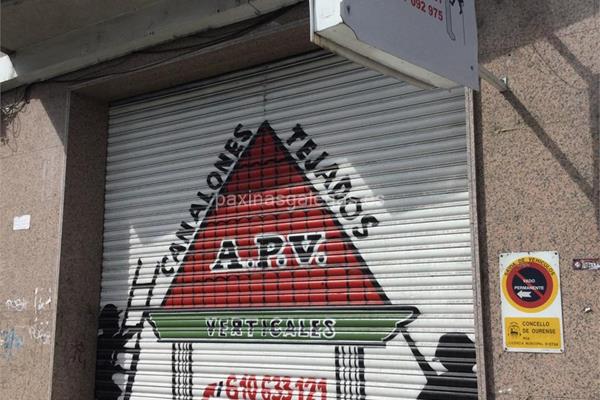 092 975
CANALONES
TEJADOS
A.P.V.
VERTICALES
610 633 121
VADO
PERMANENTE
CONCELLO
DE OURENSE